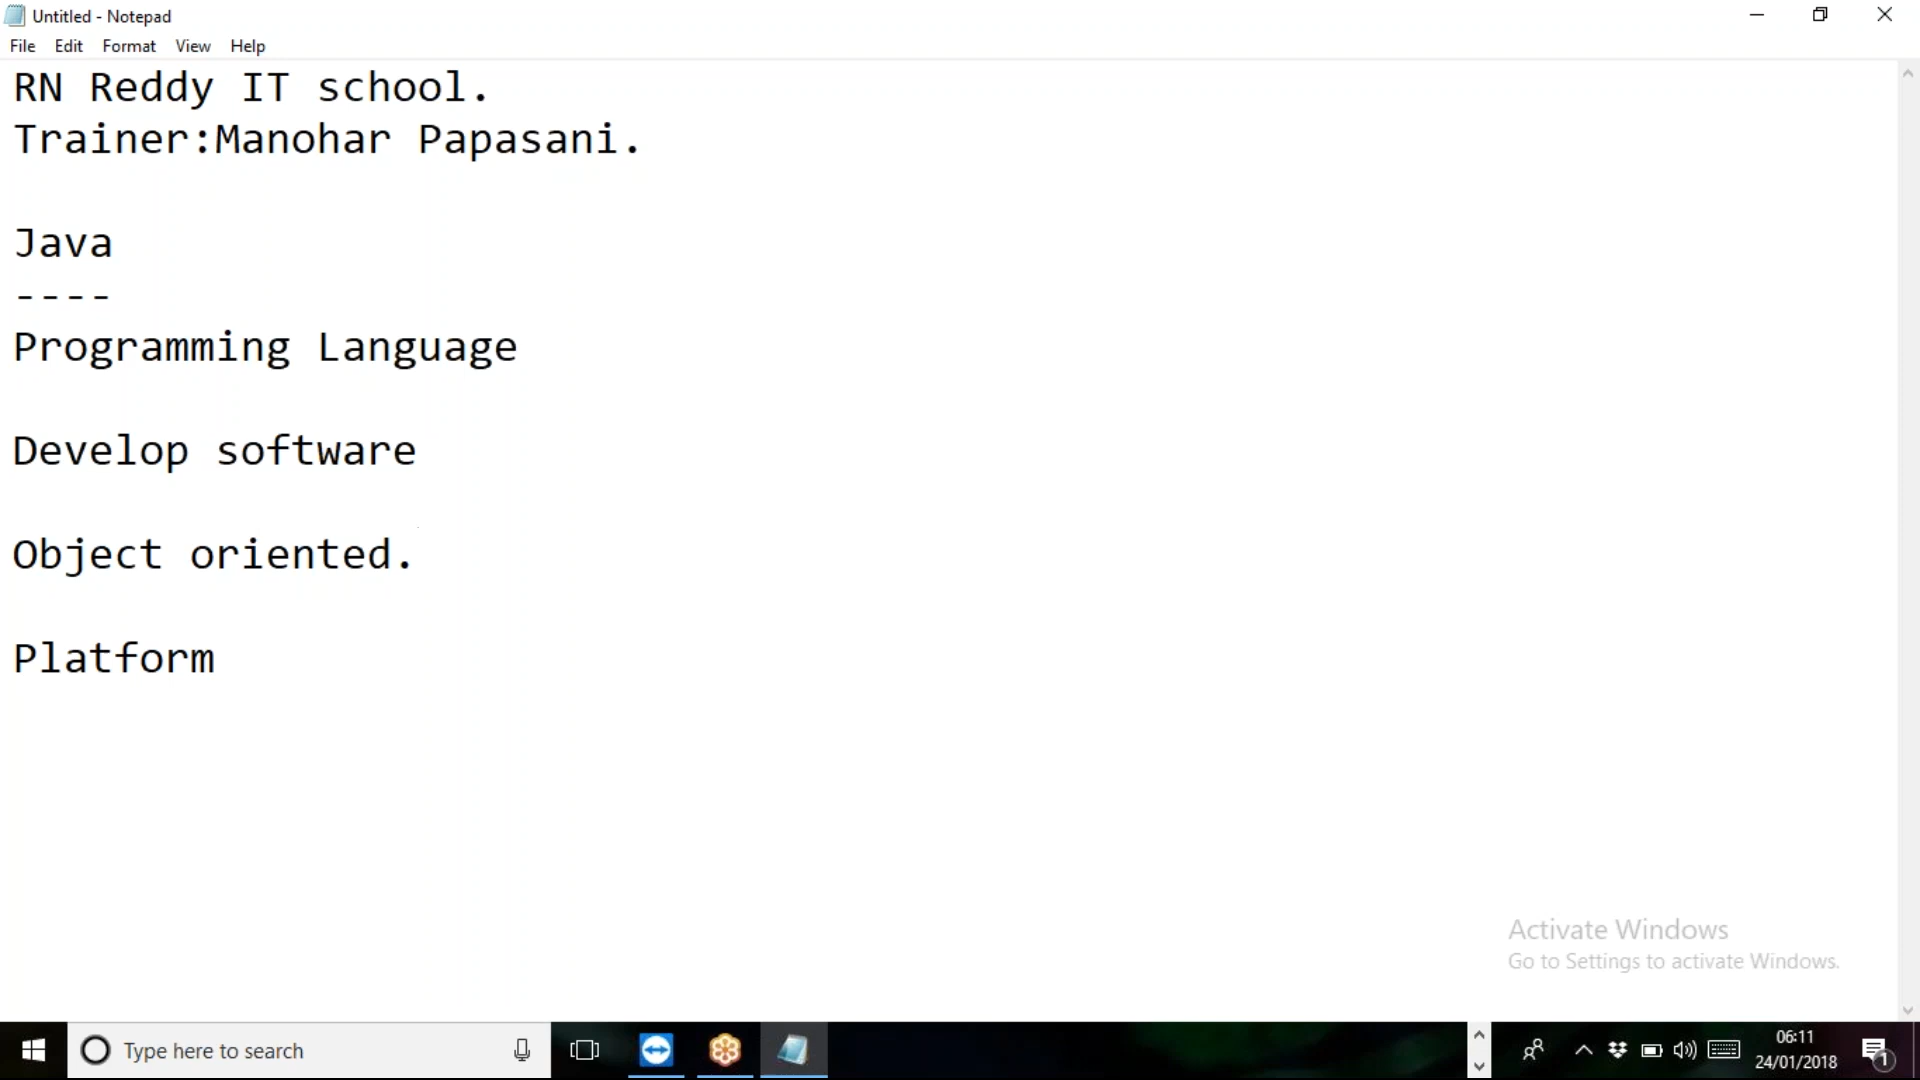 Untitled - Notepad
File Edit Format View Help
RN Reddy IT school.
Trainer:Manohar Papasani.
Java
----
Programming Language
Develop software
Object oriented.
Platform
Activate Windows
Go to Settings to activate Windows.
Type here to search
06:11
24/01/2018
1